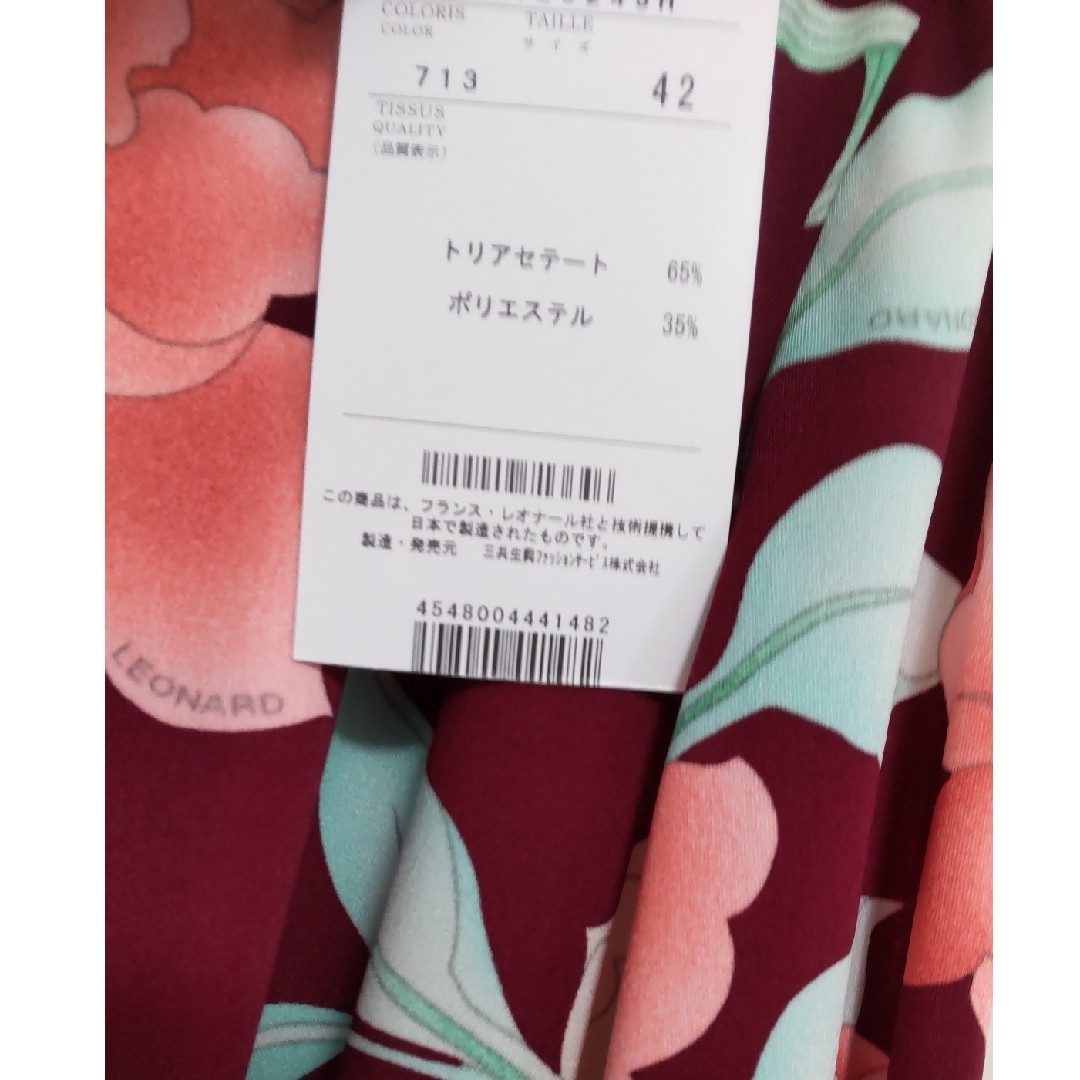 COLORIS TAILLE
COLOR サイズ
713 42
TISSUS
QUALITY
(品質表示)
トリアセテート 65%
ポリエステル 35%
この商品は、フランス・レオナール社と技術提携して
日本で製造されたものです。
製造・発売元 三共生興ファッションサービス株式会社
4548004441482
LEONARD